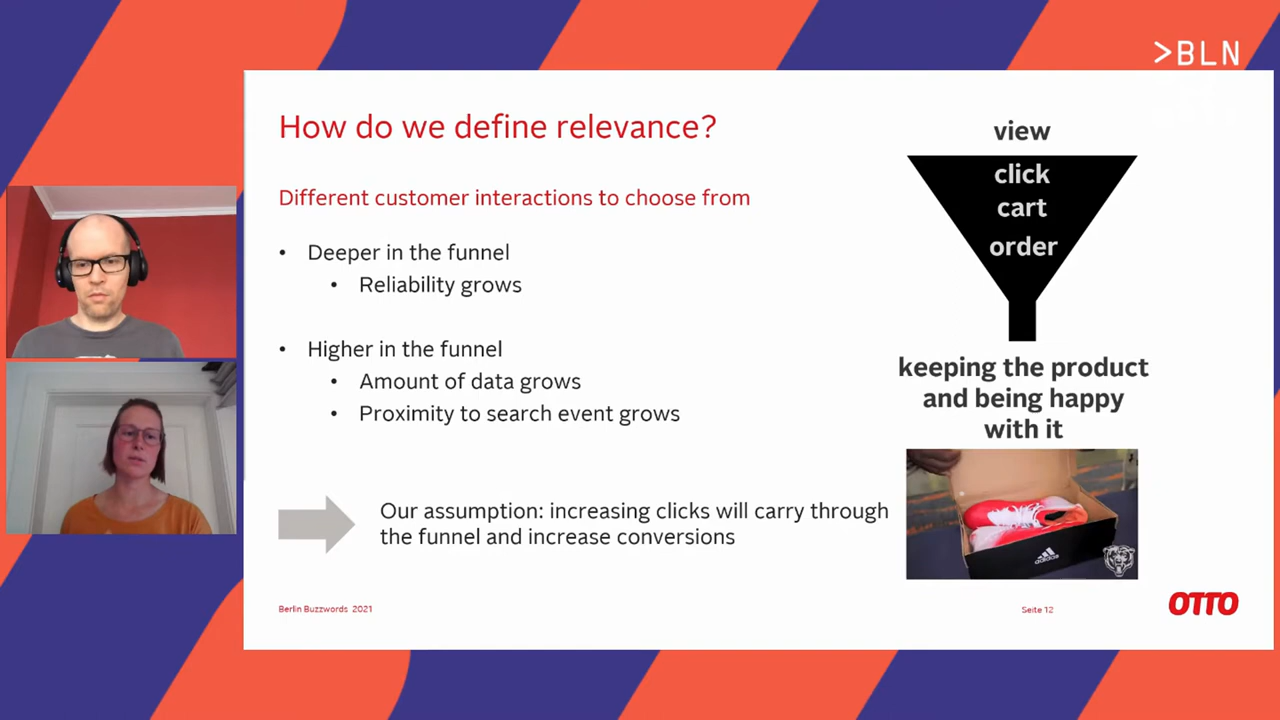 >BLN
How do we define relevance?
Different customer interactions to choose from
• Deeper in the funnel
• Reliability grows
• Higher in the funnel
• Amount of data grows
• Proximity to search event grows
Our assumption: increasing clicks will carry through
the funnel and increase conversions
view
click
cart
order
keeping the product
and being happy
with it
adidas
Berlin Buzzwords 2021
Seite 12
OTTO